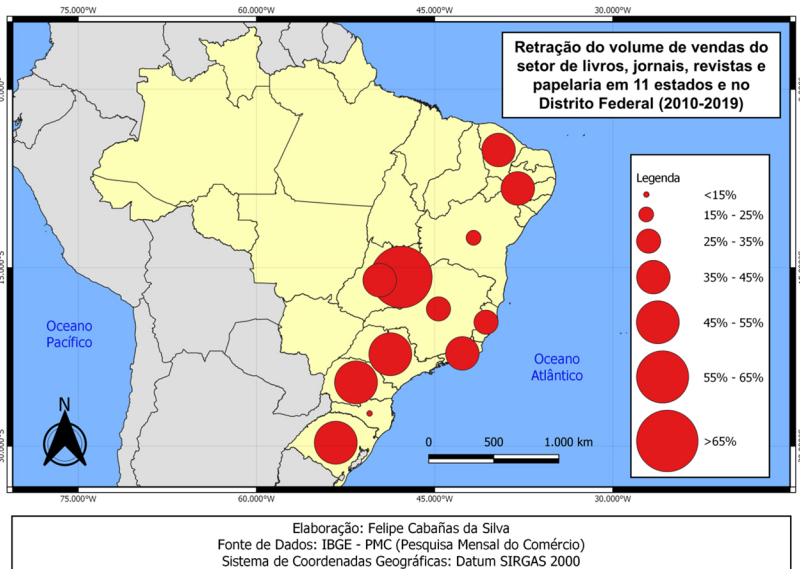 75.000°W 60.000°W 45.000°W 30.000°W
Retração do volume de vendas do
setor de livros, jornais, revistas e
papelaria em 11 estados e no
Distrito Federal (2010-2019)
Legenda
<15%
15% - 25%
25% - 35%
35% - 45%
45% - 55%
55% - 65%
>65%
Oceano
Pacífico
Oceano
Atlântico
N
0 500 1.000 km
75.000°W 60.000°W 45.000°W 30.000°W
Elaboração: Felipe Cabañas da Silva
Fonte de Dados: IBGE - PMC (Pesquisa Mensal do Comércio)
Sistema de Coordenadas Geográficas: Datum SIRGAS 2000